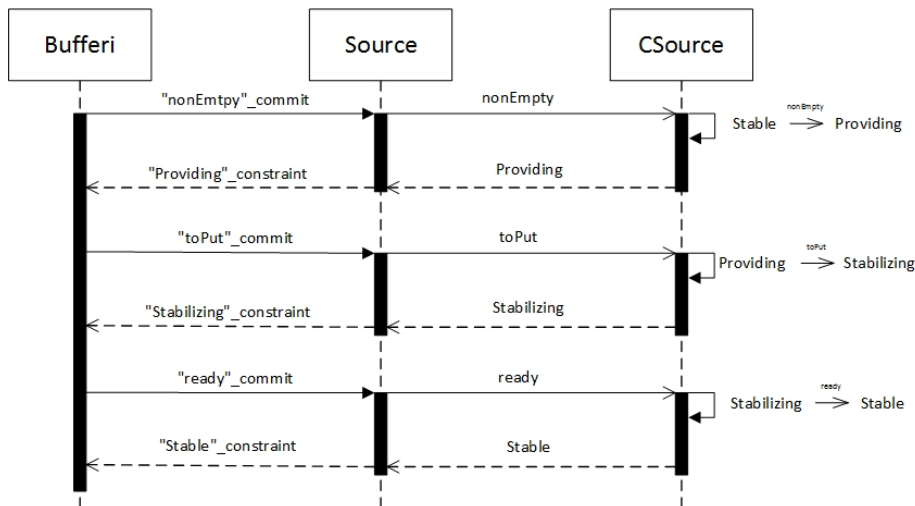 Bufferi
Source
CSource
"nonEmtpy"_commit
nonEmpty
nonEmpty
Stable
Providing
"Providing"_constraint
Providing
"toPut"_commit
toPut
toPut
Providing
Stabilizing
"Stabilizing"_constraint
Stabilizing
"ready"_commit
ready
ready
Stabilizing
Stable
"Stable"_constraint
Stable